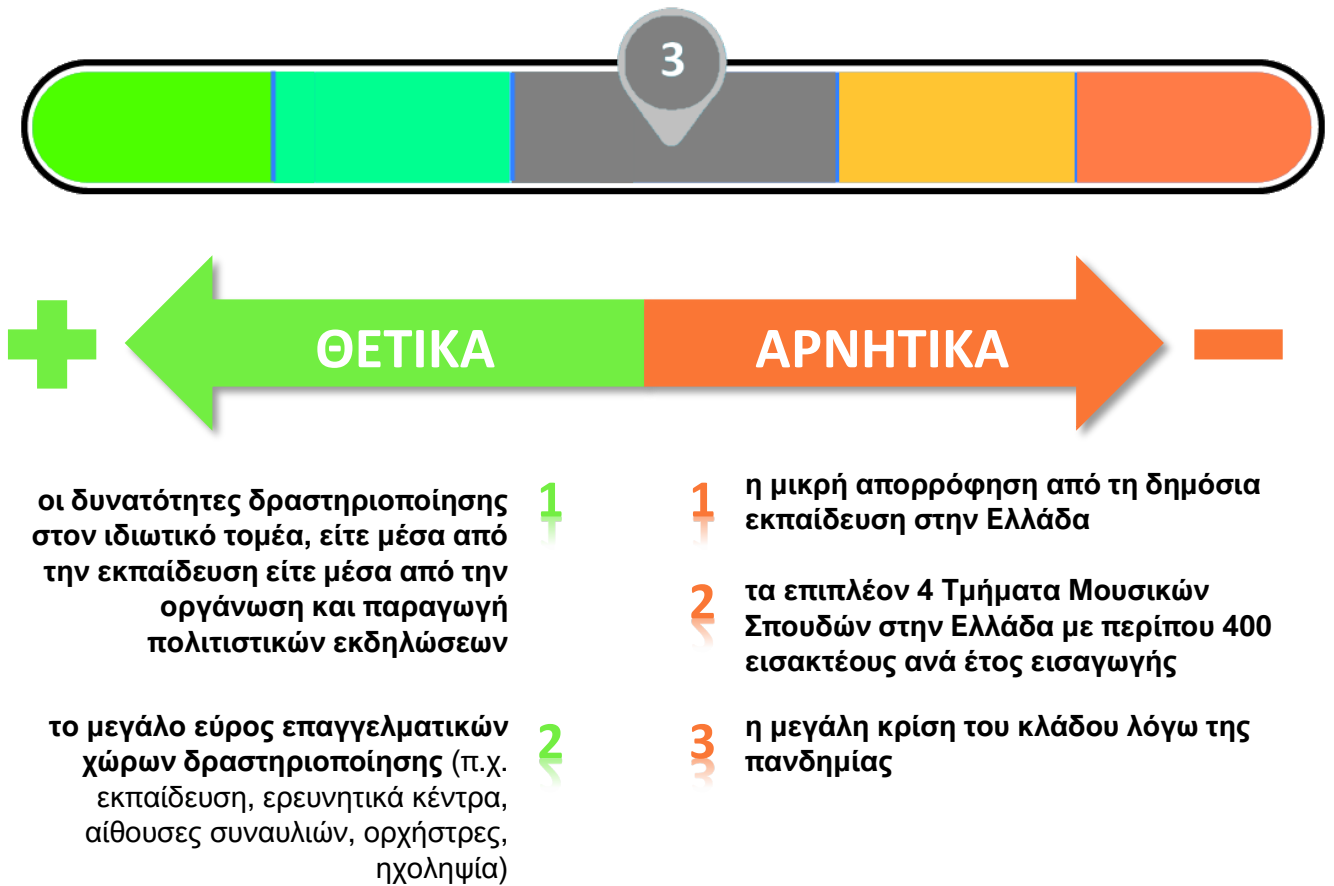 3
ΘΕΤΙΚΑ
ΑΡΝΗΤΙΚΑ
οι δυνατότητες δραστηριοποίησης
στον ιδιωτικό τομέα, είτε μέσα από
την εκπαίδευση είτε μέσα από την
οργάνωση και παραγωγή
πολιτιστικών εκδηλώσεων
1
το μεγάλο εύρος επαγγελματικών
χώρων δραστηριοποίησης (π.χ.
εκπαίδευση, ερευνητικά κέντρα,
αίθουσες συναυλιών, ορχήστρες,
ηχοληψία)
2
1
η μικρή απορρόφηση από τη δημόσια
εκπαίδευση στην Ελλάδα
2
τα επιπλέον 4 Τμήματα Μουσικών
Σπουδών στην Ελλάδα με περίπου 400
εισακτέους ανά έτος εισαγωγής
3
η μεγάλη κρίση του κλάδου λόγω της
πανδημίας